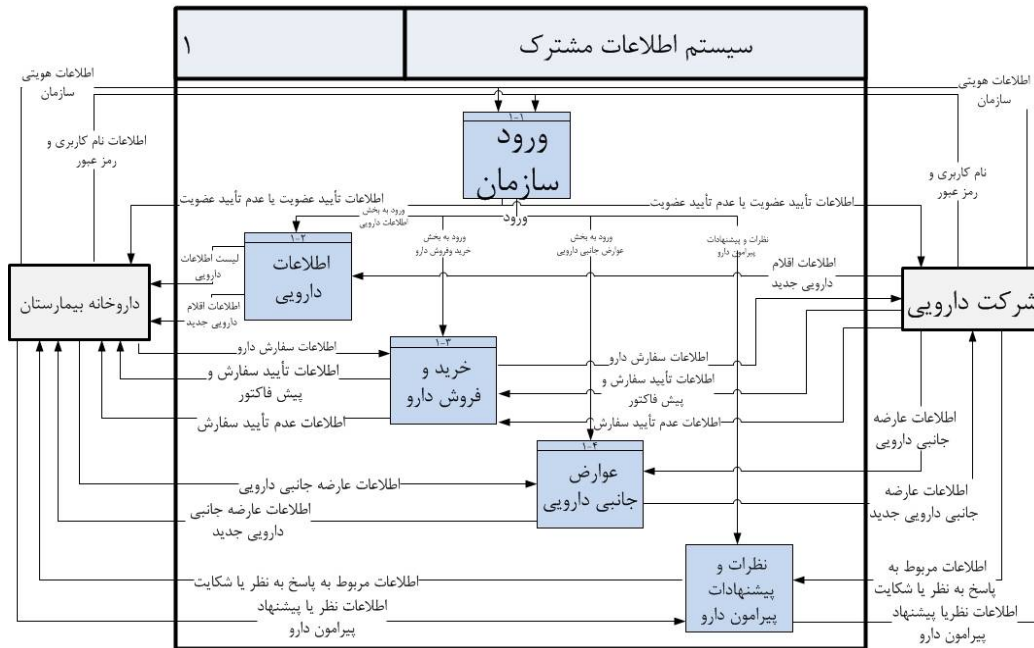 سیستم اطلاعات مشترک
۱
اطلاعات هویتی
سازمان
اطلاعات هویتی
سازمان
۱-۱
ورود
سازمان
نام کاربری و
رمز عبور
اطلاعات نام کاربری و
رمز عبور
اطلاعات تأیید عضویت یا عدم تأیید عضویت
اطلاعات تأیید عضویت یا عدم تأیید عضویت
ورود
ورود به بخش
اطلاعات دارویی
ورود به بخش
خرید وفروش دارو
ورود به بخش
عوارض جانبی دارویی
نظرات و پیشنهادات
پیرامون دارو
۱-۲
اطلاعات
دارویی
لیست اطلاعات
دارویی
اطلاعات اقلام
دارویی جدید
اطلاعات اقلام
دارویی جدید
شرکت دارویی
داروخانه بیمارستان
۱-۳
خرید و
فروش دارو
اطلاعات سفارش دارو
اطلاعات تأیید سفارش و
پیش فاکتور
اطلاعات عدم تأیید سفارش
اطلاعات سفارش دارو
اطلاعات تأیید سفارش و
پیش فاکتور
اطلاعات عدم تأیید سفارش
۱-۴
عوارض
جانبی دارویی
اطلاعات عارضه
جانبی دارویی
اطلاعات عارضه
جانبی دارویی جدید
اطلاعات عارضه جانبی دارویی
اطلاعات عارضه جانبی
دارویی جدید
نظرات و
پیشنهادات
پیرامون دارو
اطلاعات مربوط به
پاسخ به نظر یا شکایت
اطلاعات نظریا پیشنهاد
پیرامون دارو
اطلاعات مربوط به پاسخ به نظر یا شکایت
اطلاعات نظر یا پیشنهاد
پیرامون دارو